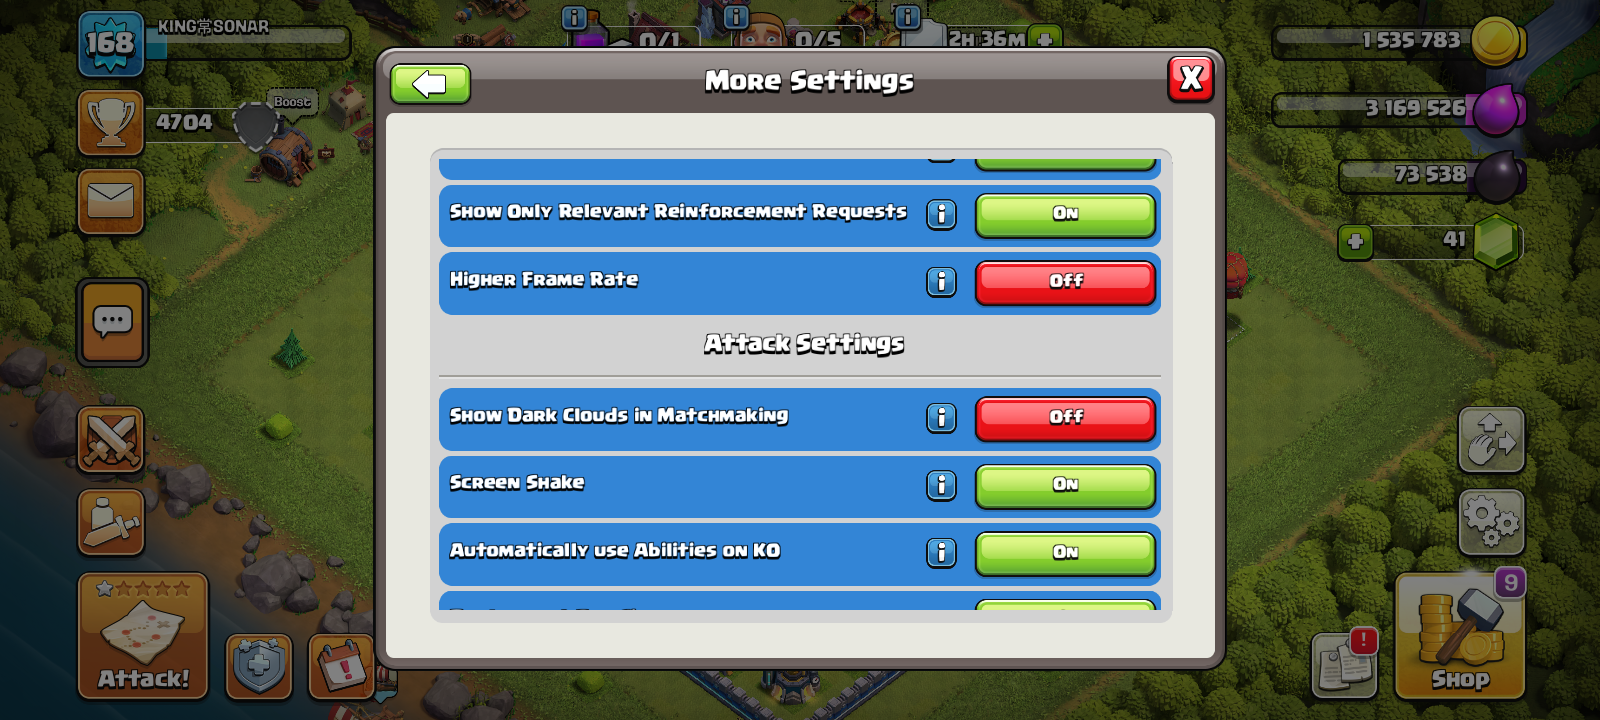 168
KING常SONAR
0/1
0/5
2H 36M
1 535 783
More Settings
X
Boost
4704
3 169 526
73 538
41
Show Only Relevant Reinforcement Requests
i
On
Higher Frame Rate
i
Off
Attack Settings
Show Dark Clouds in Matchmaking
i
Off
Screen Shake
i
On
Automatically use Abilities on KO
i
On
9
!
Attack!
Shop